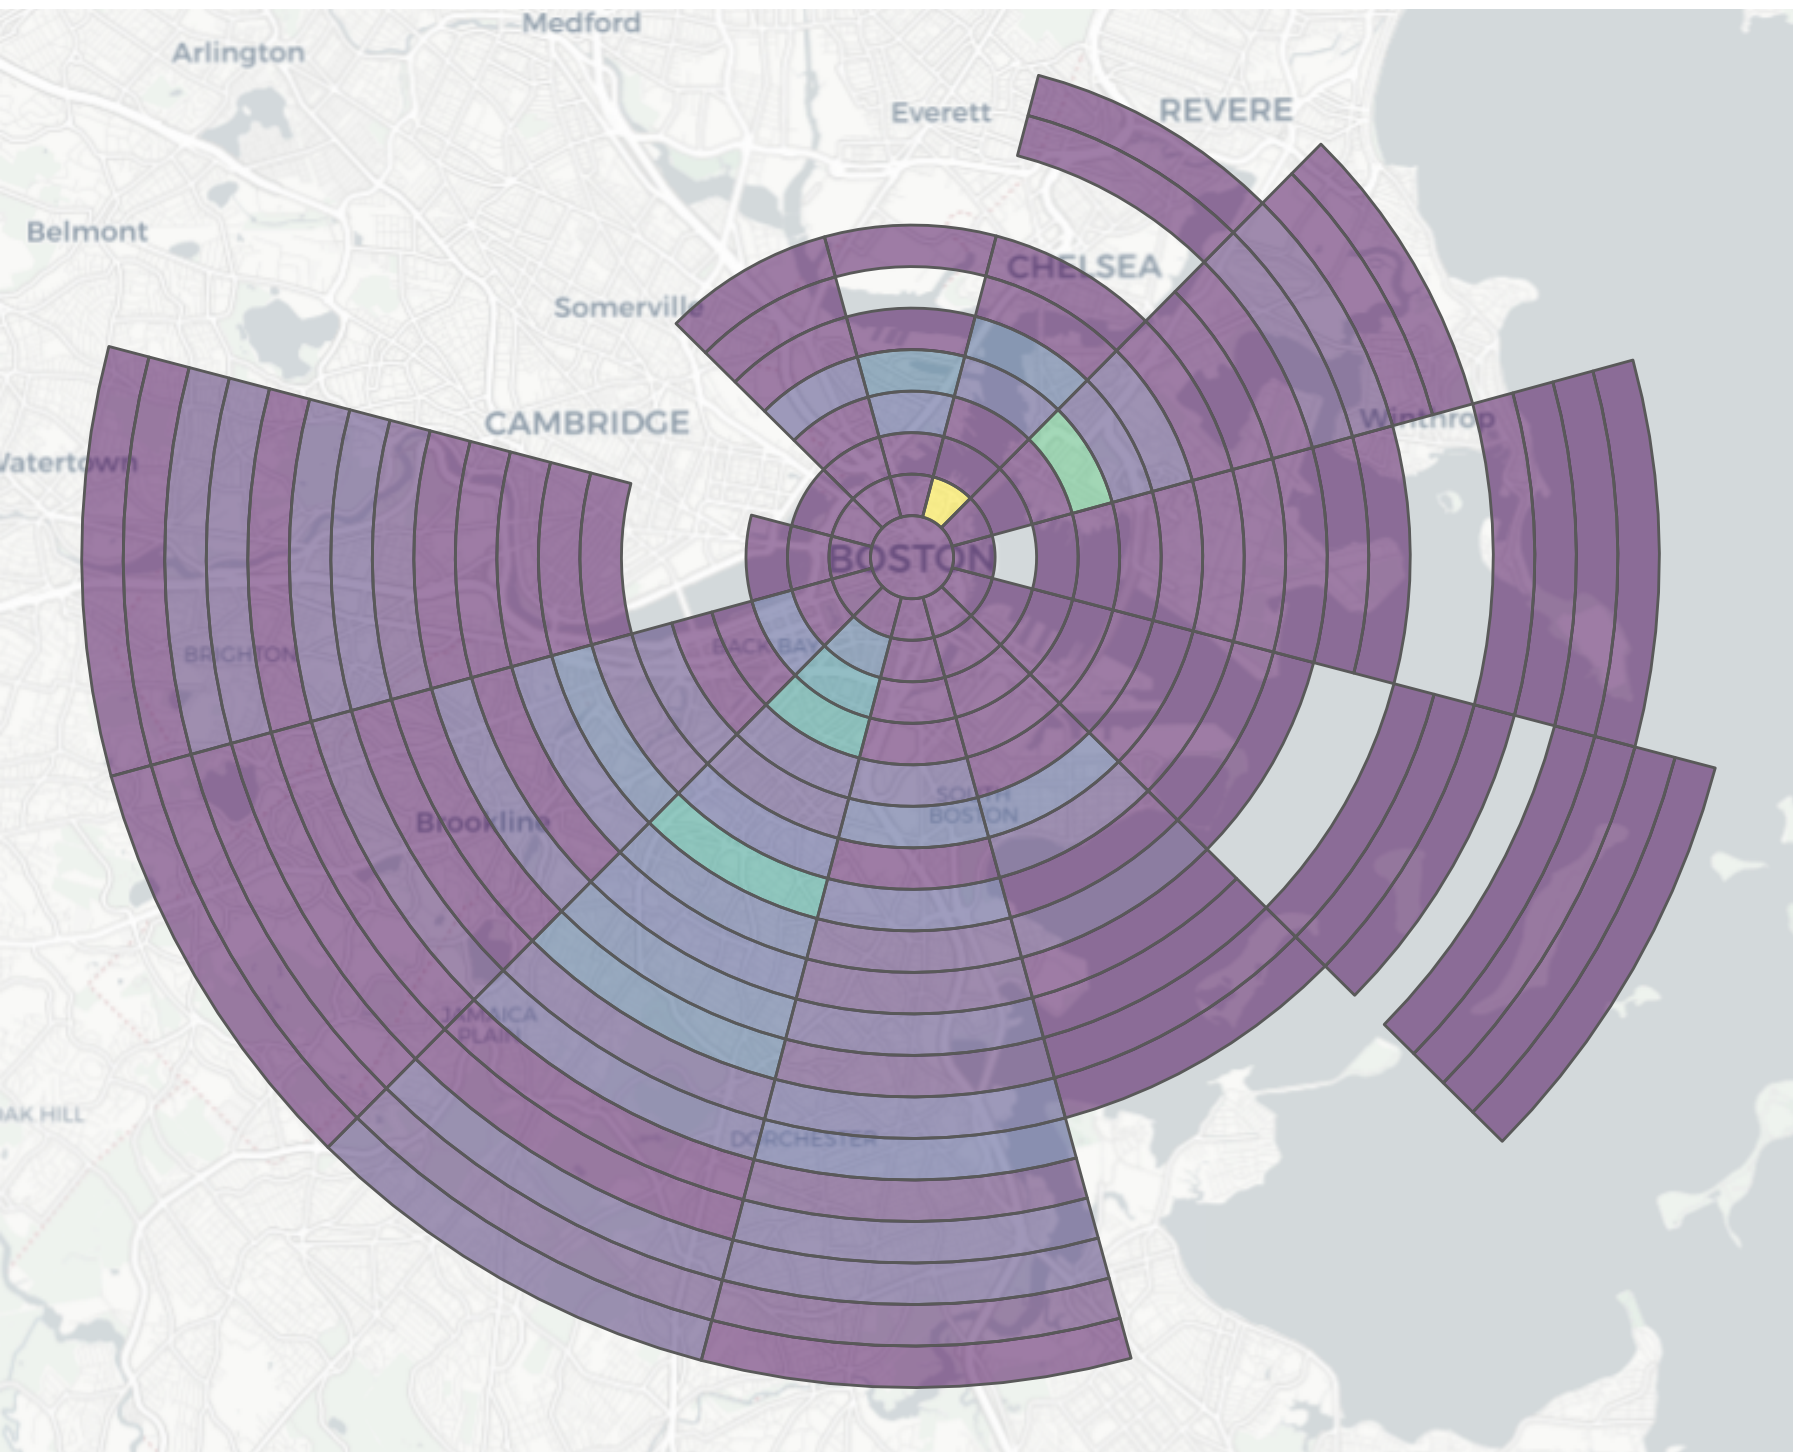 Medford
Arlington
Everett
REVERE
Belmont
CHELSEA
Somerville
CAMBRIDGE
Winthrop
Watertown
BOSTON
BACK BAY
BRIGHTON
SOUTH
BOSTON
Brookline
JAMAICA
PLAIN
OAK HILL
DORCHESTER